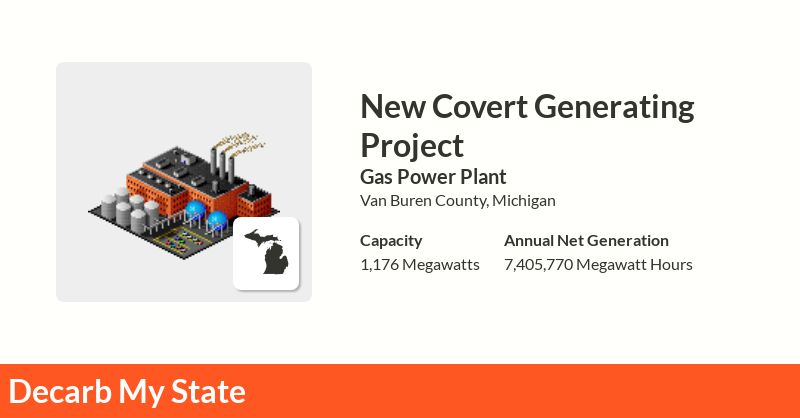 New Covert Generating
Project
Gas Power Plant
Van Buren County, Michigan
Capacity
1,176 Megawatts
Annual Net Generation
7,405,770 Megawatt Hours
Decarb My State